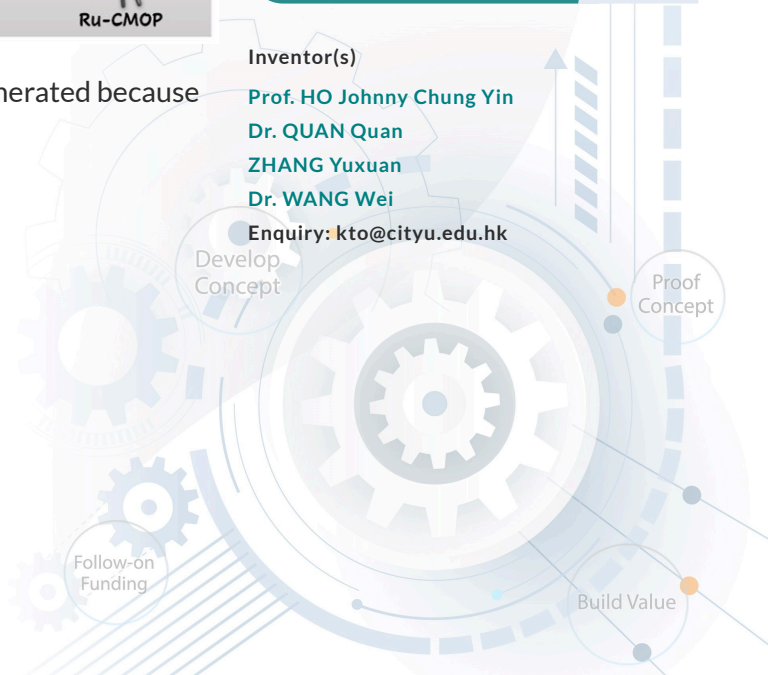 Ru-CMOP
because
Inventor(s)
Prof. HO Johnny Chung Yin
Dr. QUAN Quan
ZHANG Yuxuan
Dr. WANG Wei
Enquiry: kto@cityu.edu.hk
Develop
Concept
Proof
Concept
Follow-on
Funding
Build Value